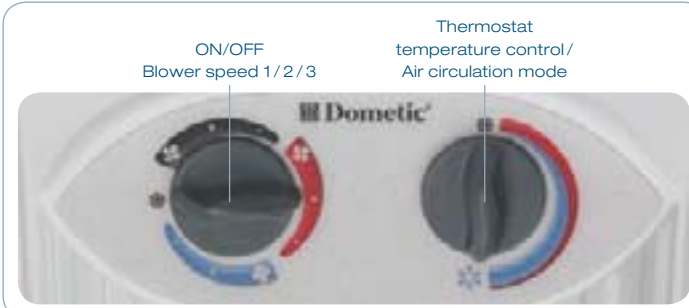 ON/OFF
Blower speed 1 / 2 / 3
Thermostat
temperature control /
Air circulation mode
Dometic